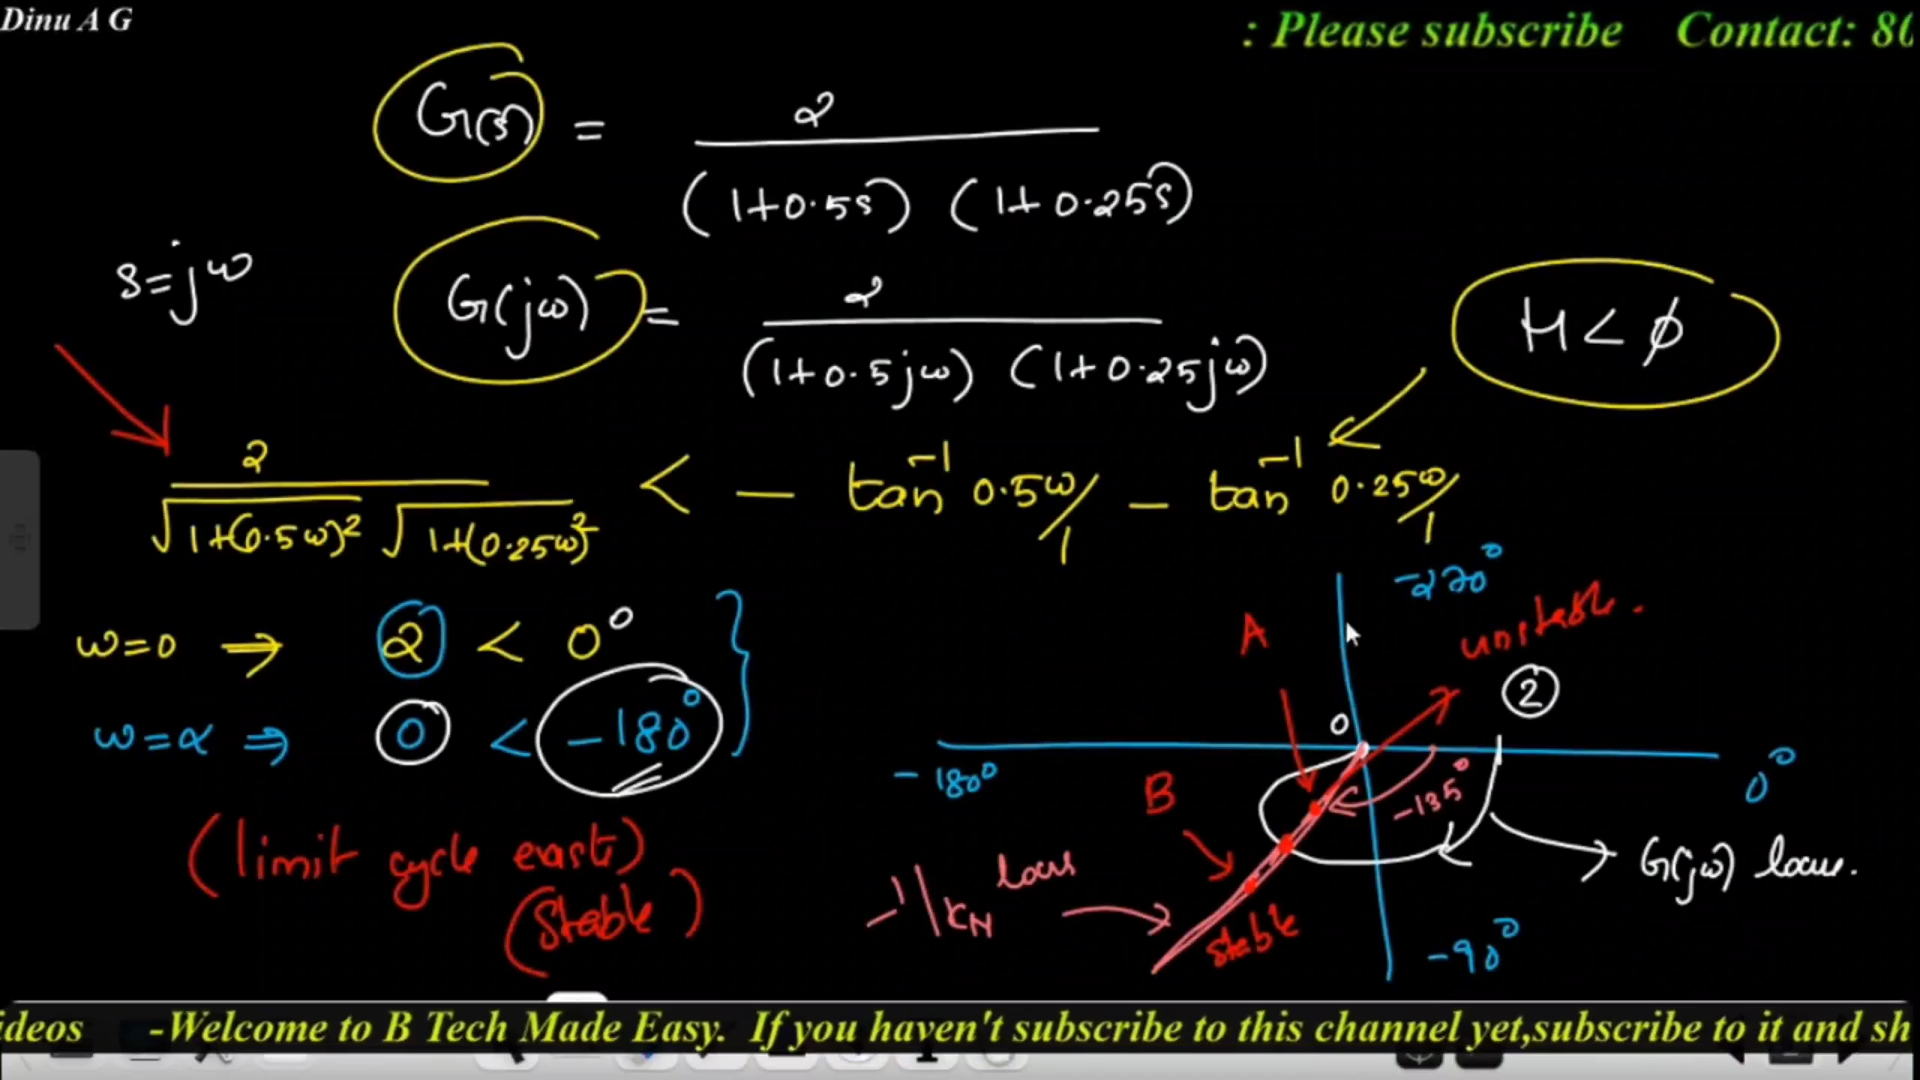 Dinu A G
: Please subscribe Contact: 80
G(s) = 2 / (1+0.5s) (1+0.25s)
s=jω
G(jω) = 2 / (1+0.5jω) (1+0.25jω)
M<ϕ
2 / √1+(0.5ω)² √1+(0.25ω)² < - tan⁻¹ 0.5ω/1 - tan⁻¹ 0.25ω/1
ω=0 ⇒ 2 < 0°
ω=α ⇒ 0 < -180°
(limit cycle exists)
(stable)
-270°
unstable.
A
2
0
-180°
0°
B
-135°
G(jω) locus.
-1/KN locus
stable
-90°
ideos -Welcome to B Tech Made Easy. If you haven't subscribe to this channel yet,subscribe to it and sh